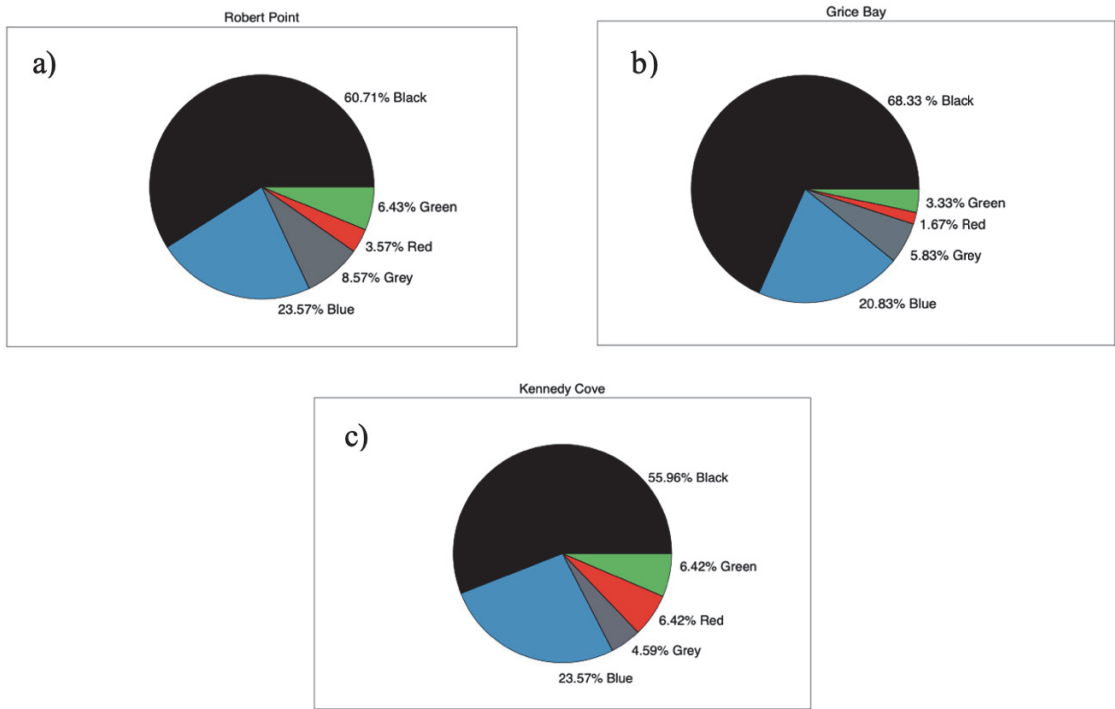 Robert Point
a)
60.71% Black
6.43% Green
3.57% Red
8.57% Grey
23.57% Blue
Grice Bay
b)
68.33 % Black
3.33% Green
1.67% Red
5.83% Grey
20.83% Blue
Kennedy Cove
c)
55.96% Black
6.42% Green
6.42% Red
4.59% Grey
23.57% Blue